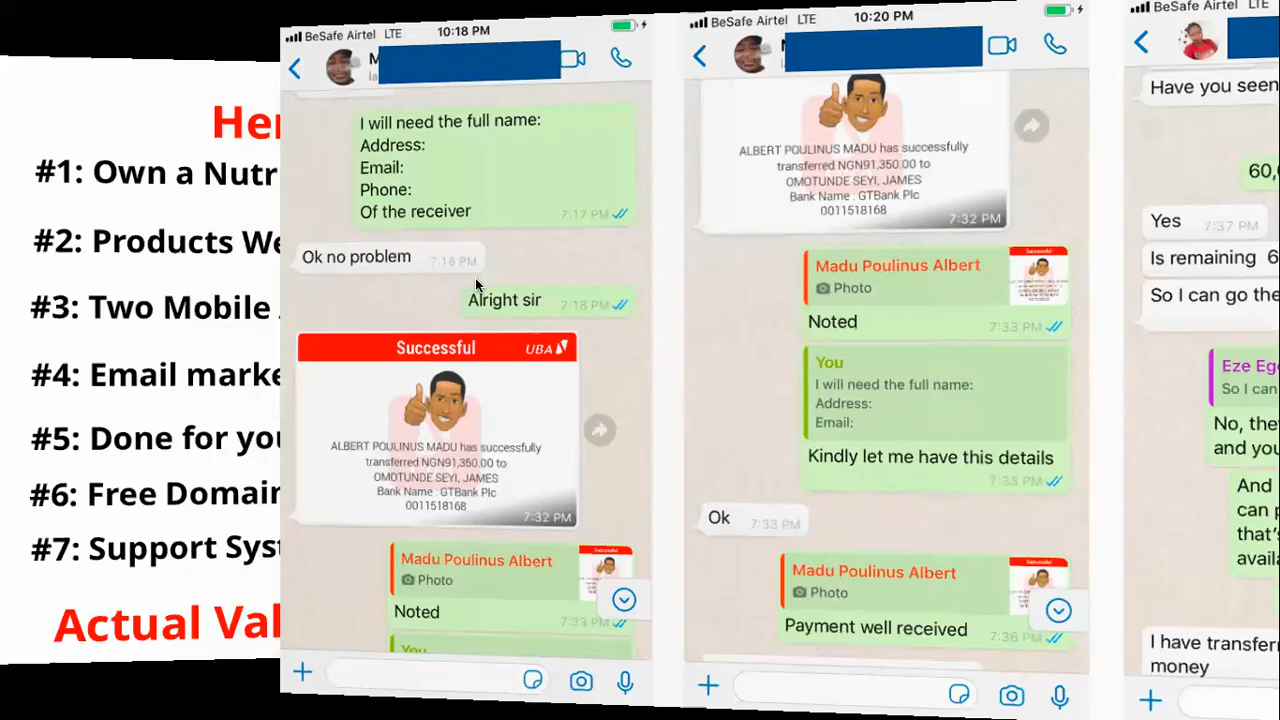 Her
#1: Own a Nutr
#2: Products We
#3: Two Mobile
#4: Email marke
#5: Done for you
#6: Free Domain
#7: Support Syst
Actual Val
BeSafe Airtel LTE
10:18 PM
M
la
I will need the full name:
Address:
Email:
Phone:
Of the receiver
7:17 PM
Ok no problem
7:18 PM
Alright sir
7:18 PM
Successful
UBA
ALBERT POULINUS MADU has successfully
transferred NGN91,350.00 to
OMOTUNDE SEYI, JAMES
Bank Name : GTBank Plc
0011518168
7:32 PM
Madu Poulinus Albert
Photo
Noted
7:33 PM
You
BeSafe Airtel LTE
10:20 PM
ALBERT POULINUS MADU has successfully
transferred NGN91,350.00 to
OMOTUNDE SEYI, JAMES
Bank Name : GTBank Plc
0011518168
7:32 PM
Madu Poulinus Albert
Photo
Noted
7:33 PM
You
I will need the full name:
Address:
Email:
Kindly let me have this details
7:33 PM
Ok
7:33 PM
Madu Poulinus Albert
Photo
Payment well received
7:36 PM
BeSafe Airtel LTE
Have you seen
60,
Yes
7:37 PM
Is remaining 6
So I can go the
Eze Ege
So I can
No, the
and you
And
can p
that's
availa
I have transfer
money